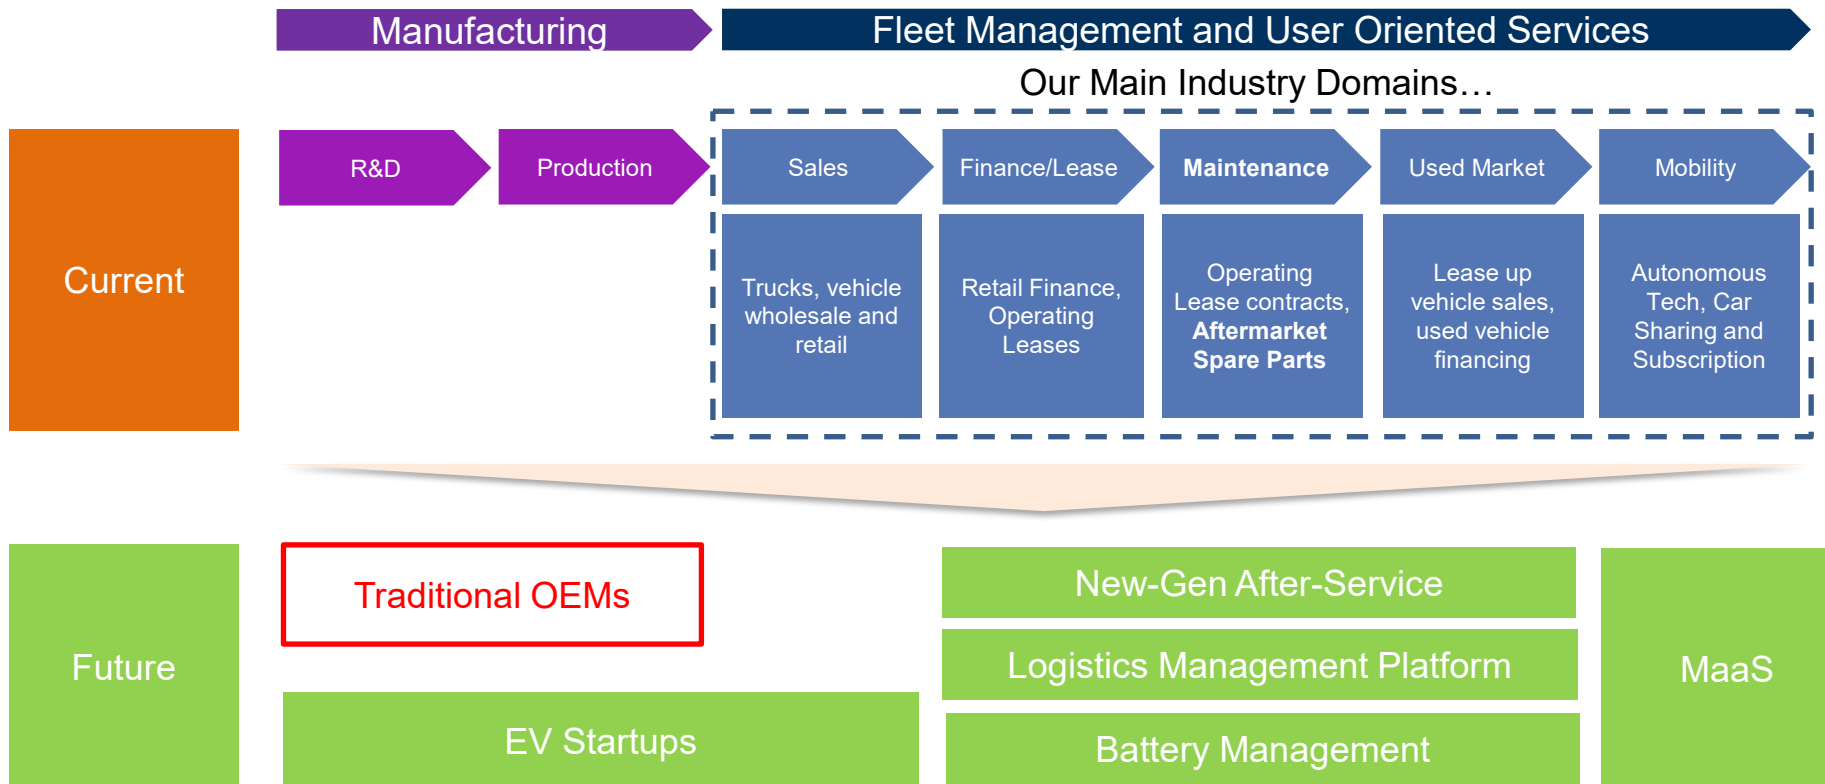 Manufacturing
Fleet Management and User Oriented Services
Our Main Industry Domains…
Current
R&D
Production
Sales
Finance/Lease
Maintenance
Used Market
Mobility
Trucks, vehicle
wholesale and
retail
Retail Finance,
Operating
Leases
Operating
Lease contracts,
Aftermarket
Spare Parts
Lease up
vehicle sales,
used vehicle
financing
Autonomous
Tech, Car
Sharing and
Subscription
Future
Traditional OEMs
EV Startups
New-Gen After-Service
Logistics Management Platform
Battery Management
MaaS